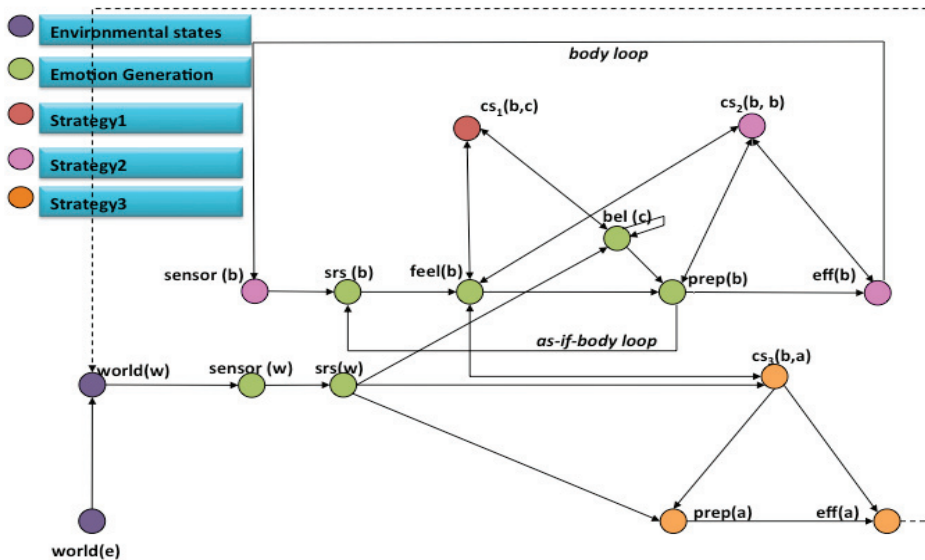 Environmental states
Emotion Generation
Strategy1
Strategy2
Strategy3
body loop
cs1(b,c)
cs2(b, b)
bel (c)
sensor (b)
srs (b)
feel(b)
prep(b)
eff(b)
as-if-body loop
world(w)
sensor (w)
srs(w)
cs3(b,a)
prep(a)
eff(a)
world(e)